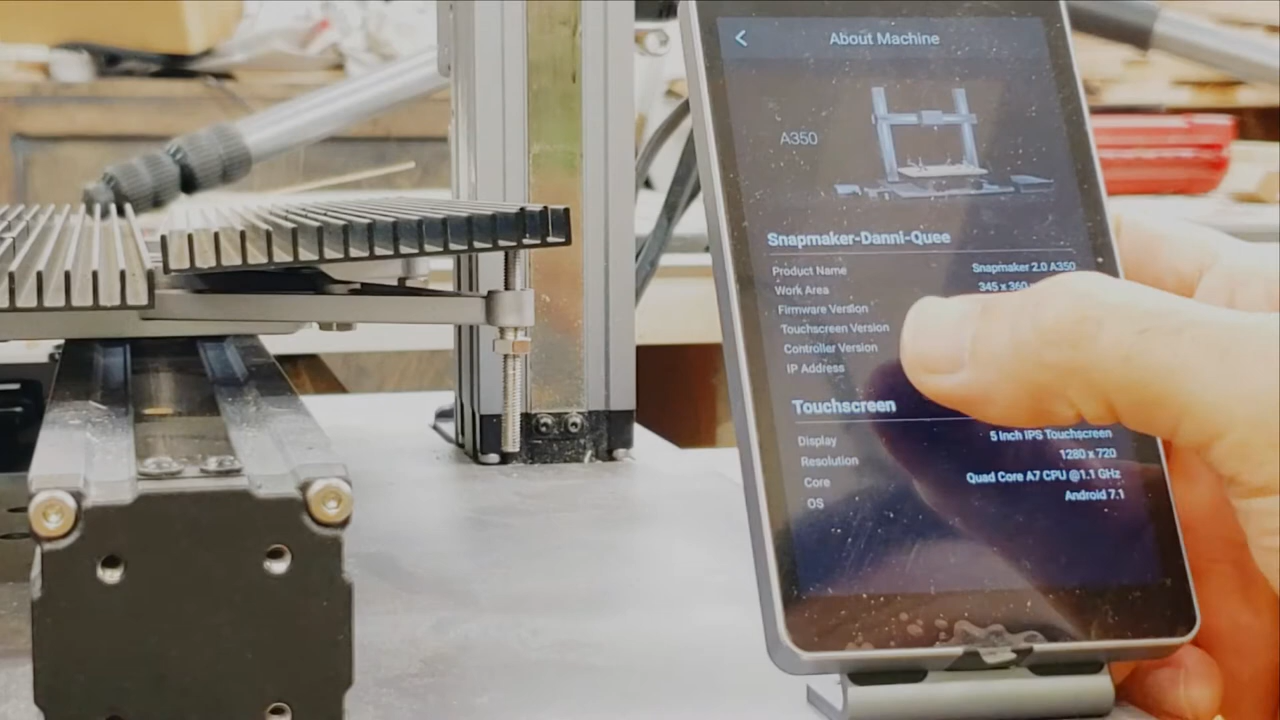 About Machine
A350
Snapmaker-Danni-Quee
Product Name Snapmaker 2.0 A350
Work Area 345 x 360
Firmware Version
Touchscreen Version
Controller Version
IP Address
Touchscreen
Display 5 Inch IPS Touchscreen
Resolution 1280 x 720
Core Quad Core A7 CPU @1.1 GHz
OS Android 7.1